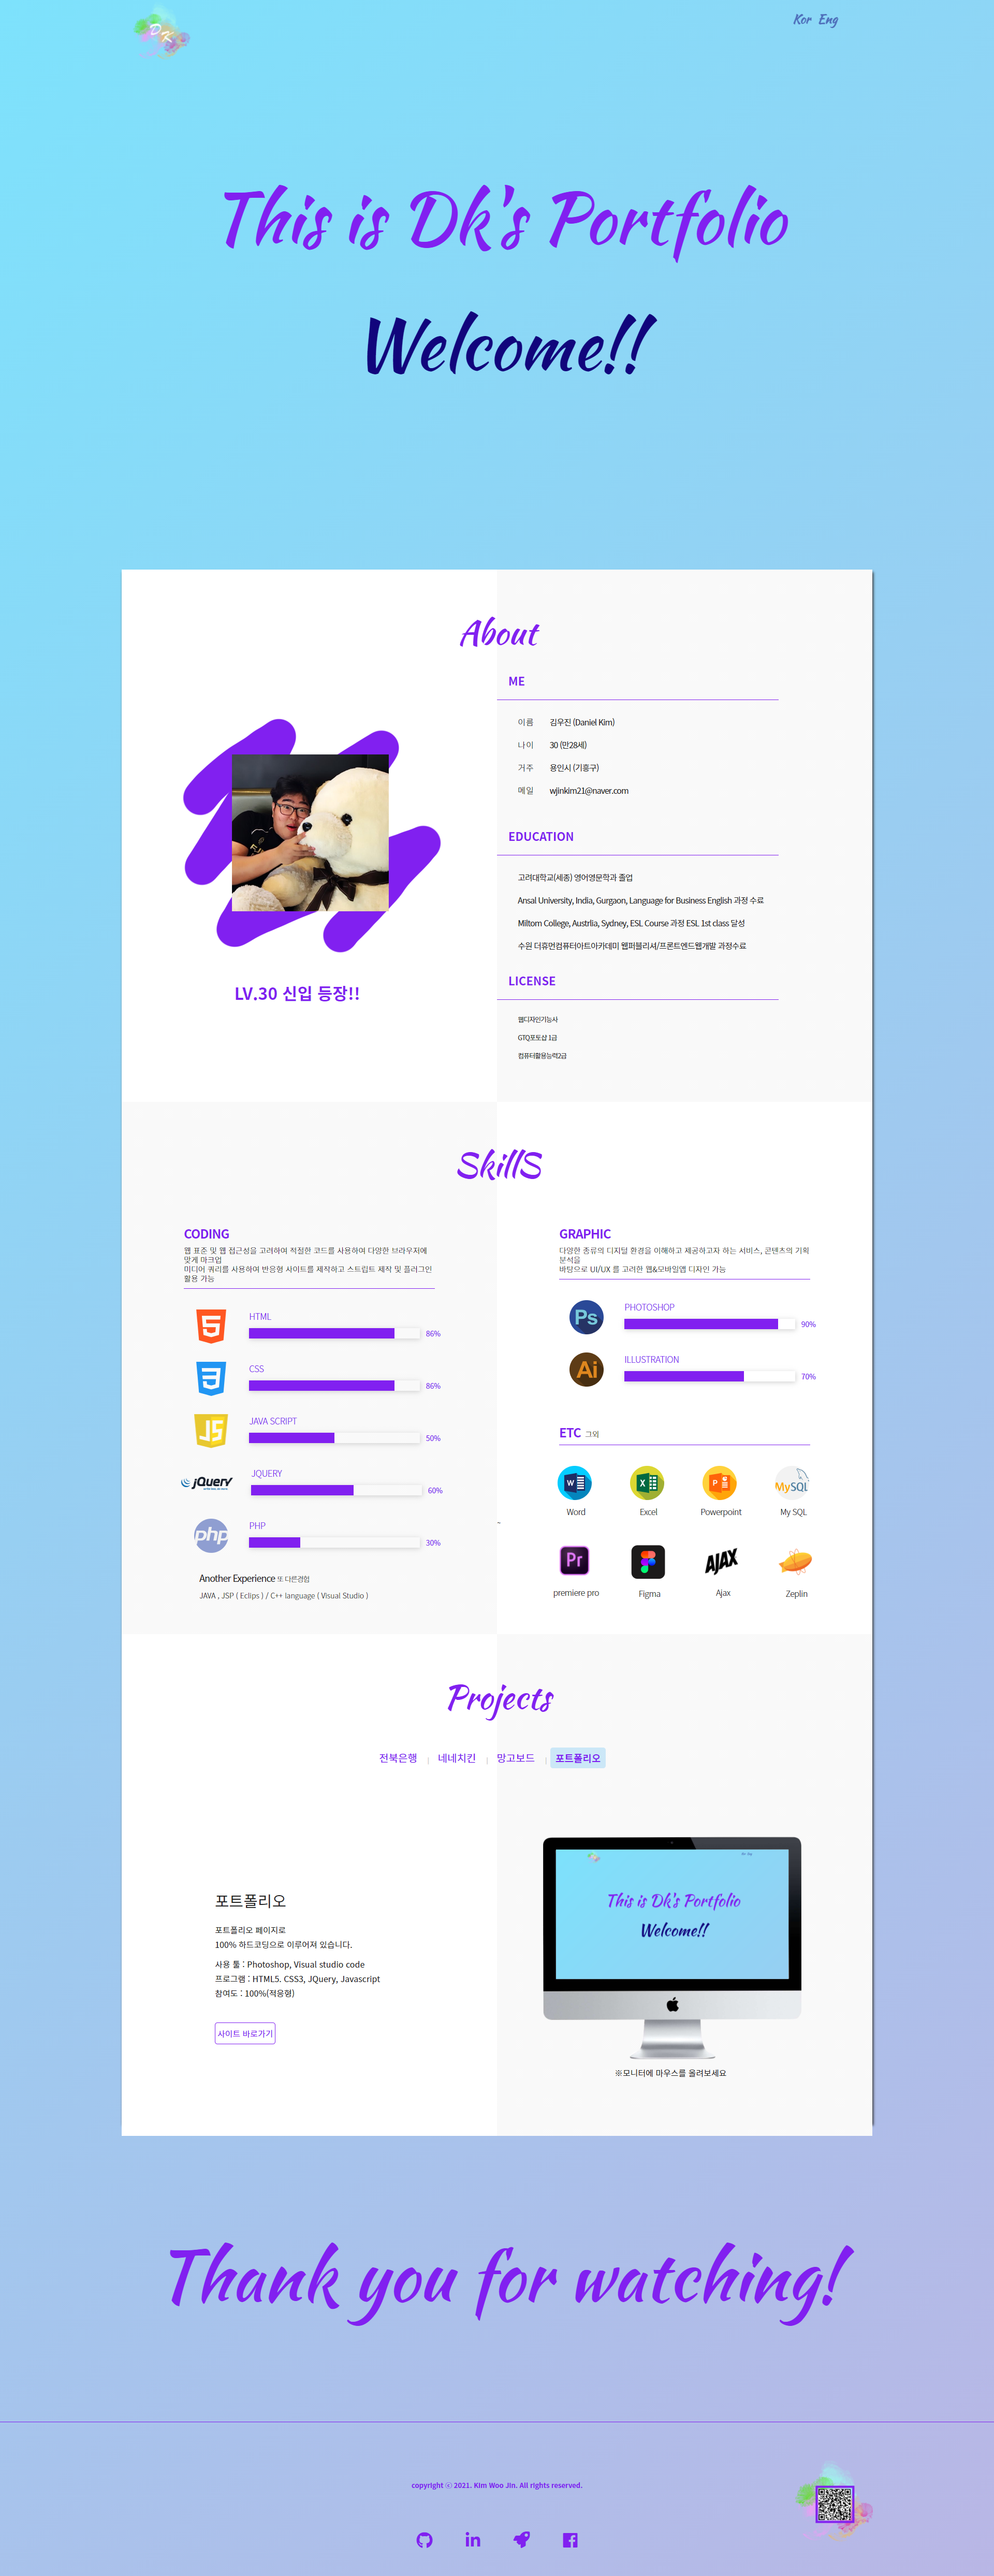 DK
Kor Eng
This is Dk's Portfolio
Welcome!!
About
ME
이름 김우진 (Daniel Kim)
나이 30 (만28세)
거주 용인시 (기흥구)
메일 wjinkim21@naver.com
EDUCATION
고려대학교(세종) 영어영문학과 졸업
Ansal University, India, Gurgaon, Language for Business English 과정 수료
Miltom College, Austrlia, Sydney, ESL Course 과정 ESL 1st class 달성
수원 더휴먼컴퓨터아트아카데미 웹퍼블리셔/프론트엔드웹개발 과정수료
LV.30 신입 등장!!
LICENSE
웹디자인기능사
GTQ포토샵 1급
컴퓨터활용능력2급
SkillS
CODING
웹 표준 및 웹 접근성을 고려하여 적절한 코드를 사용하여 다양한 브라우저에
맞게 마크업
미디어 쿼리를 사용하여 반응형 사이트를 제작하고 스트립트 제작 및 플러그인
활용 가능
HTML
86%
CSS
86%
JAVA SCRIPT
JS
50%
jQuery
JQUERY
60%
php
PHP
30%
Another Experience 또 다른경험
JAVA , JSP ( Eclips ) / C++ language ( Visual Studio )
GRAPHIC
다양한 종류의 디지털 환경을 이해하고 제공하고자 하는 서비스, 콘텐츠의 기획
분석을
바탕으로 UI/UX 를 고려한 웹&모바일앱 디자인 가능
Ps
PHOTOSHOP
90%
Ai
ILLUSTRATION
70%
ETC 그외
W X P MySQL
Word Excel Powerpoint My SQL
Pr AJAX
premiere pro Figma Ajax Zeplin
~
Projects
전북은행 | 네네치킨 | 망고보드 | 포트폴리오
포트폴리오
포트폴리오 페이지로
100% 하드코딩으로 이루어져 있습니다.
사용 툴 : Photoshop, Visual studio code
프로그램 : HTML5. CSS3, JQuery, Javascript
참여도 : 100%(적응형)
사이트 바로가기
This is Dk's Portfolio
Welcome!!
※모니터에 마우스를 올려보세요
Thank you for watching!
copyright ⓒ 2021. Kim Woo Jin. All rights reserved.